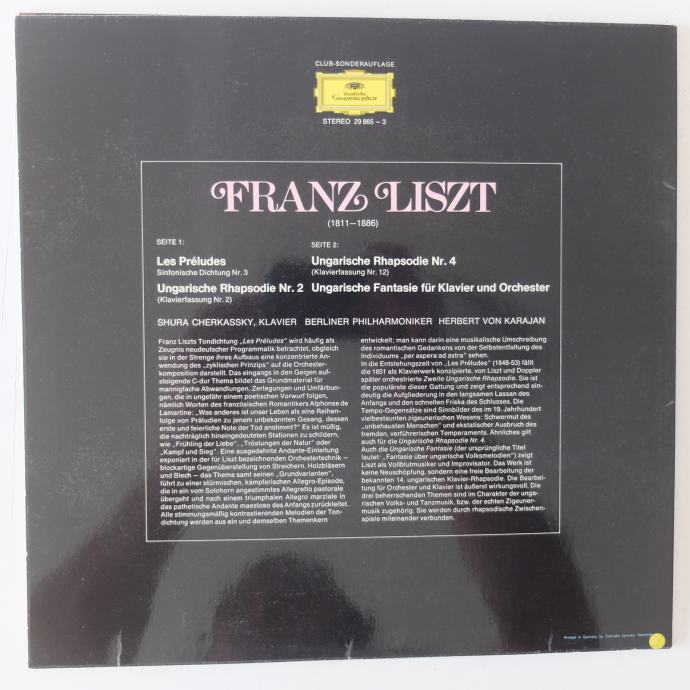 CLUB-SONDERAUFLAGE
Deutsche
Grammophon
STEREO 29 865 – 3
FRANZ LISZT
(1811–1886)
SEITE 1:
Les Préludes
Sinfonische Dichtung Nr. 3
Ungarische Rhapsodie Nr. 2
(Klavierfassung Nr. 2)
SEITE 2:
Ungarische Rhapsodie Nr. 4
(Klavierfassung Nr. 12)
Ungarische Fantasie für Klavier und Orchester
SHURA CHERKASSKY, KLAVIER BERLINER PHILHARMONIKER HERBERT VON KARAJAN
Franz Liszts Tondichtung „Les Préludes” wird häufig als
Zeugnis neudeutscher Programmatik betrachtet, obgleich
sie in der Strenge ihres Aufbaus eine konzentrierte An-
wendung des „zyklischen Prinzips” auf die Orchester-
komposition darstellt. Das eingangs in den Geigen auf-
steigende C-dur Thema bildet das Grundmaterial für
mannigfache Abwandlungen, Zerlegungen und Umfärbun-
gen, die in ungefähr einem poetischen Vorwurf folgen,
nämlich Worten des französischen Romantikers Alphonse de
Lamartine: „Was anderes ist unser Leben als eine Reihen-
folge von Präludien zu jenem unbekannten Gesang, dessen
erste und feierliche Note der Tod anstimmt?” Es ist müßig,
die nachträglich hineingedeuteten Stationen zu schildern,
wie „Frühling der Liebe”, „Tröstungen der Natur” oder
„Kampf und Sieg”. Eine ausgedehnte Andante-Einleitung
exponiert in der für Liszt bezeichnenden Orchestertechnik –
blockartige Gegenüberstellung von Streichern, Holzbläsern
und Blech – das Thema samt seinen „Grundvarianten”,
führt zu einer stürmischen, kämpferischen Allegro-Episode,
die in ein vom Solohorn angestimmtes Allegretto pastorale
übergeht und nach einem triumphalen Allegro marziale in
das pathetische Andante maestoso des Anfangs zurückleitet.
Alle stimmungsmäßig kontrastierenden Melodien der Ton-
dichtung werden aus ein und demselben Themenkern
entwickelt; man kann darin eine musikalische Umschreibung
des romantischen Gedankens von der Selbstentfaltung des
Individuums „per aspera ad astra” sehen.
In die Entstehungszeit von „Les Préludes” (1848-53) fällt
die 1851 als Klavierwerk konzipierte, von Liszt und Doppler
später orchestrierte Zweite Ungarische Rhapsodie. Sie ist
die populärste dieser Gattung und zeigt entsprechend ein-
deutig die Aufgliederung in den langsamen Lassan des
Anfangs und den schnellen Friska des Schlusses. Die
Tempo-Gegensätze sind Sinnbilder des im 19. Jahrhundert
vielbestaunten zigeunerischen Wesens: Schwermut des
„unbehausten Menschen” und ekstatischer Ausbruch des
fremden, verführerischen Temperaments. Ähnliches gilt
auch für die Ungarische Rhapsodie Nr. 4.
Auch die Ungarische Fantasie (der ursprüngliche Titel
lautet: „Fantasie über ungarische Volksmelodien”) zeigt
Liszt als Vollblutmusiker und Improvisator. Das Werk ist
keine Neuschöpfung, sondern eine freie Bearbeitung der
bekannten 14. ungarischen Klavier-Rhapsodie. Die Bearbei-
tung für Orchester und Klavier ist äußerst wirkungsvoll. Die
drei beherrschenden Themen sind im Charakter der unga-
rischen Volks- und Tanzmusik, bzw. der echten Zigeuner-
musik zugehörig. Sie werden durch rhapsodische Zwischen-
spiele miteinander verbunden.
Printed in Germany by